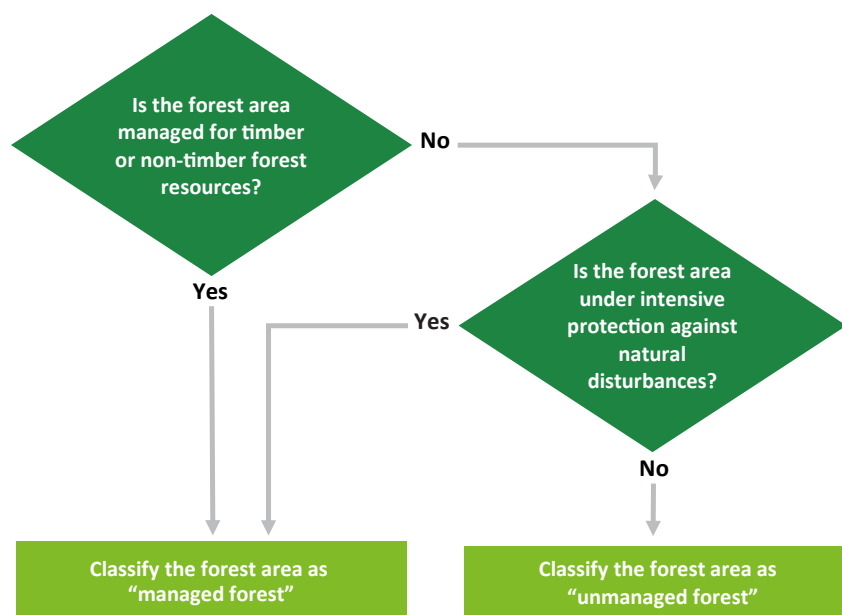 Is the forest area
managed for timber
or non-timber forest
resources?
No
Is the forest area
under intensive
protection against
natural
disturbances?
Yes
Yes
No
Classify the forest area as
“managed forest”
Classify the forest area as
“unmanaged forest”